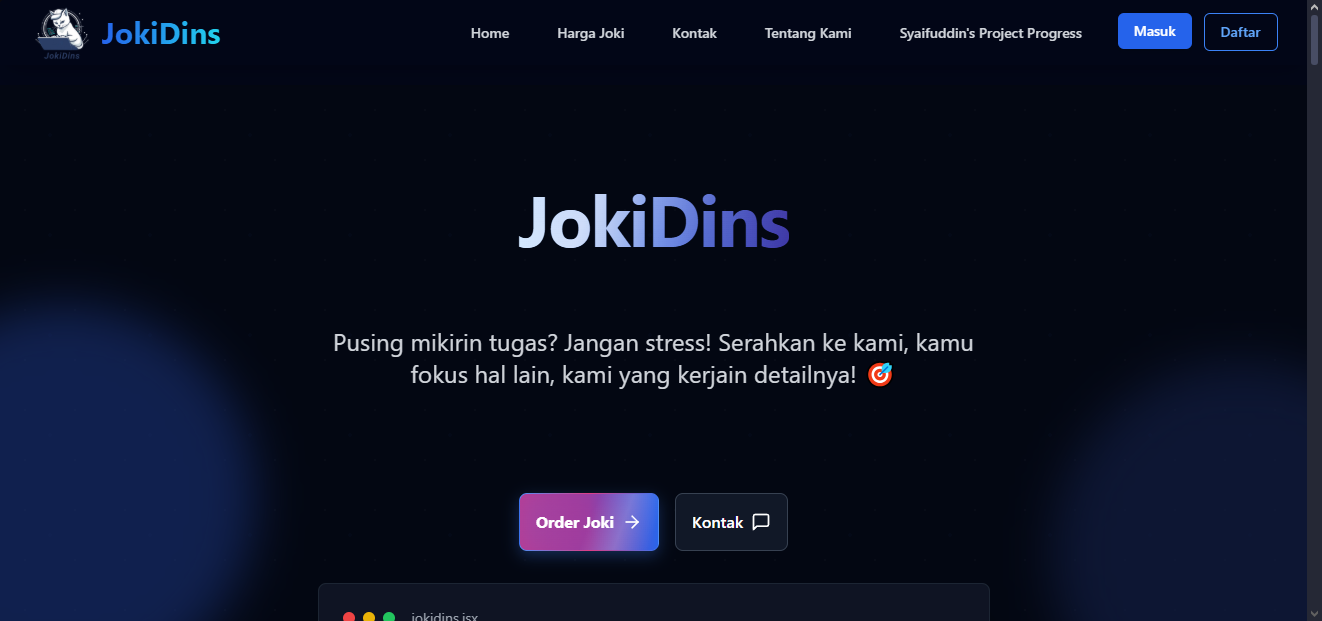 JokiDins
JokiDins
Home
Harga Joki
Kontak
Tentang Kami
Syaifuddin's Project Progress
Masuk
Daftar
JokiDins
Pusing mikirin tugas? Jangan stress! Serahkan ke kami, kamu
fokus hal lain, kami yang kerjain detailnya! 🎯
Order Joki →
Kontak
jokidins.jsx